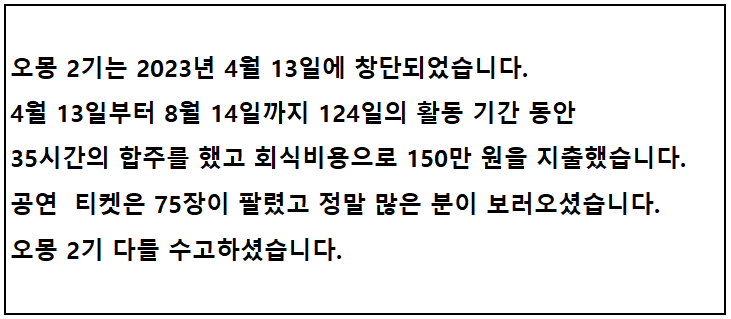 오몽 2기는 2023년 4월 13일에 창단되었습니다.
4월 13일부터 8월 14일까지 124일의 활동 기간 동안
35시간의 합주를 했고 회식비용으로 150만 원을 지출했습니다.
공연  티켓은 75장이 팔렸고 정말 많은 분이 보러오셨습니다.
오몽 2기 다들 수고하셨습니다.